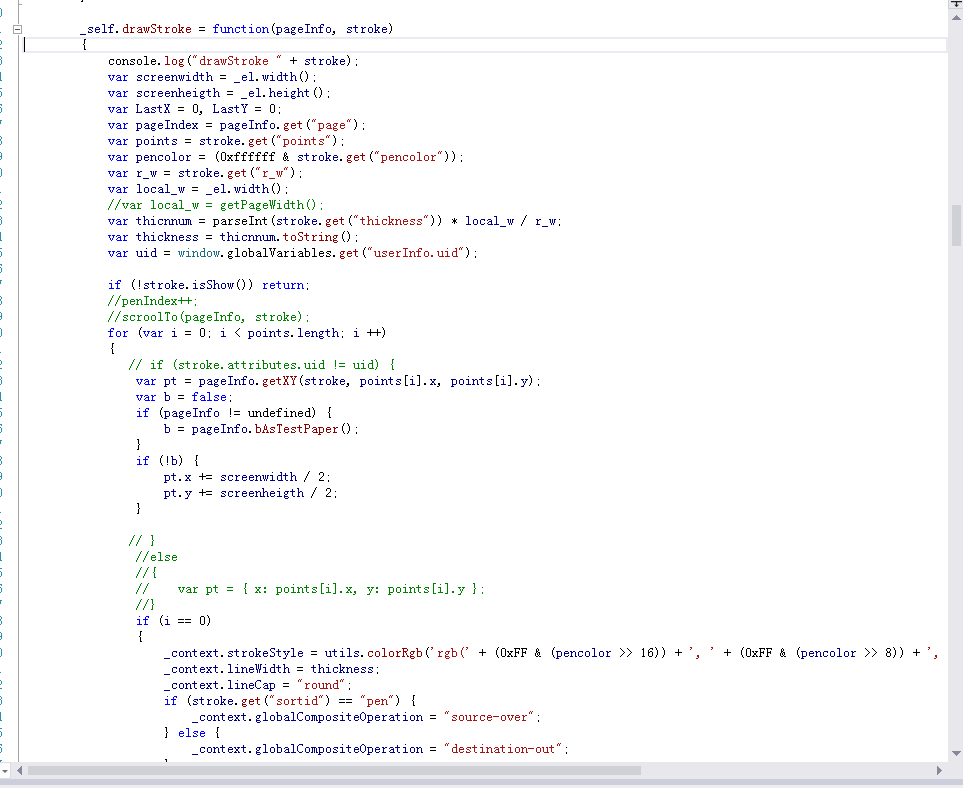 _self.drawStroke = function(pageInfo, stroke)
{
console.log("drawStroke " + stroke);
var screenwidth = _el.width();
var screenheigth = _el.height();
var LastX = 0, LastY = 0;
var pageIndex = pageInfo.get("page");
var points = stroke.get("points");
var pencolor = (0xffffff & stroke.get("pencolor"));
var r_w = stroke.get("r_w");
var local_w = _el.width();
//var local_w = getPageWidth();
var thicnnum = parseInt(stroke.get("thickness")) * local_w / r_w;
var thickness = thicnnum.toString();
var uid = window.globalVariables.get("userInfo.uid");
if (!stroke.isShow()) return;
//penIndex++;
//scroolTo(pageInfo, stroke);
for (var i = 0; i < points.length; i ++)
{
// if (stroke.attributes.uid != uid) {
var pt = pageInfo.getXY(stroke, points[i].x, points[i].y);
var b = false;
if (pageInfo != undefined) {
b = pageInfo.bAsTestPaper();
}
if (!b) {
pt.x += screenwidth / 2;
pt.y += screenheigth / 2;
}
// }
//else
//{
//    var pt = { x: points[i].x, y: points[i].y };
//}
if (i == 0)
{
_context.strokeStyle = utils.colorRgb('rgb(' + (0xFF & (pencolor >> 16)) + ', ' + (0xFF & (pencolor >> 8)) + ',
_context.lineWidth = thickness;
_context.lineCap = "round";
if (stroke.get("sortid") == "pen") {
_context.globalCompositeOperation = "source-over";
} else {
_context.globalCompositeOperation = "destination-out";